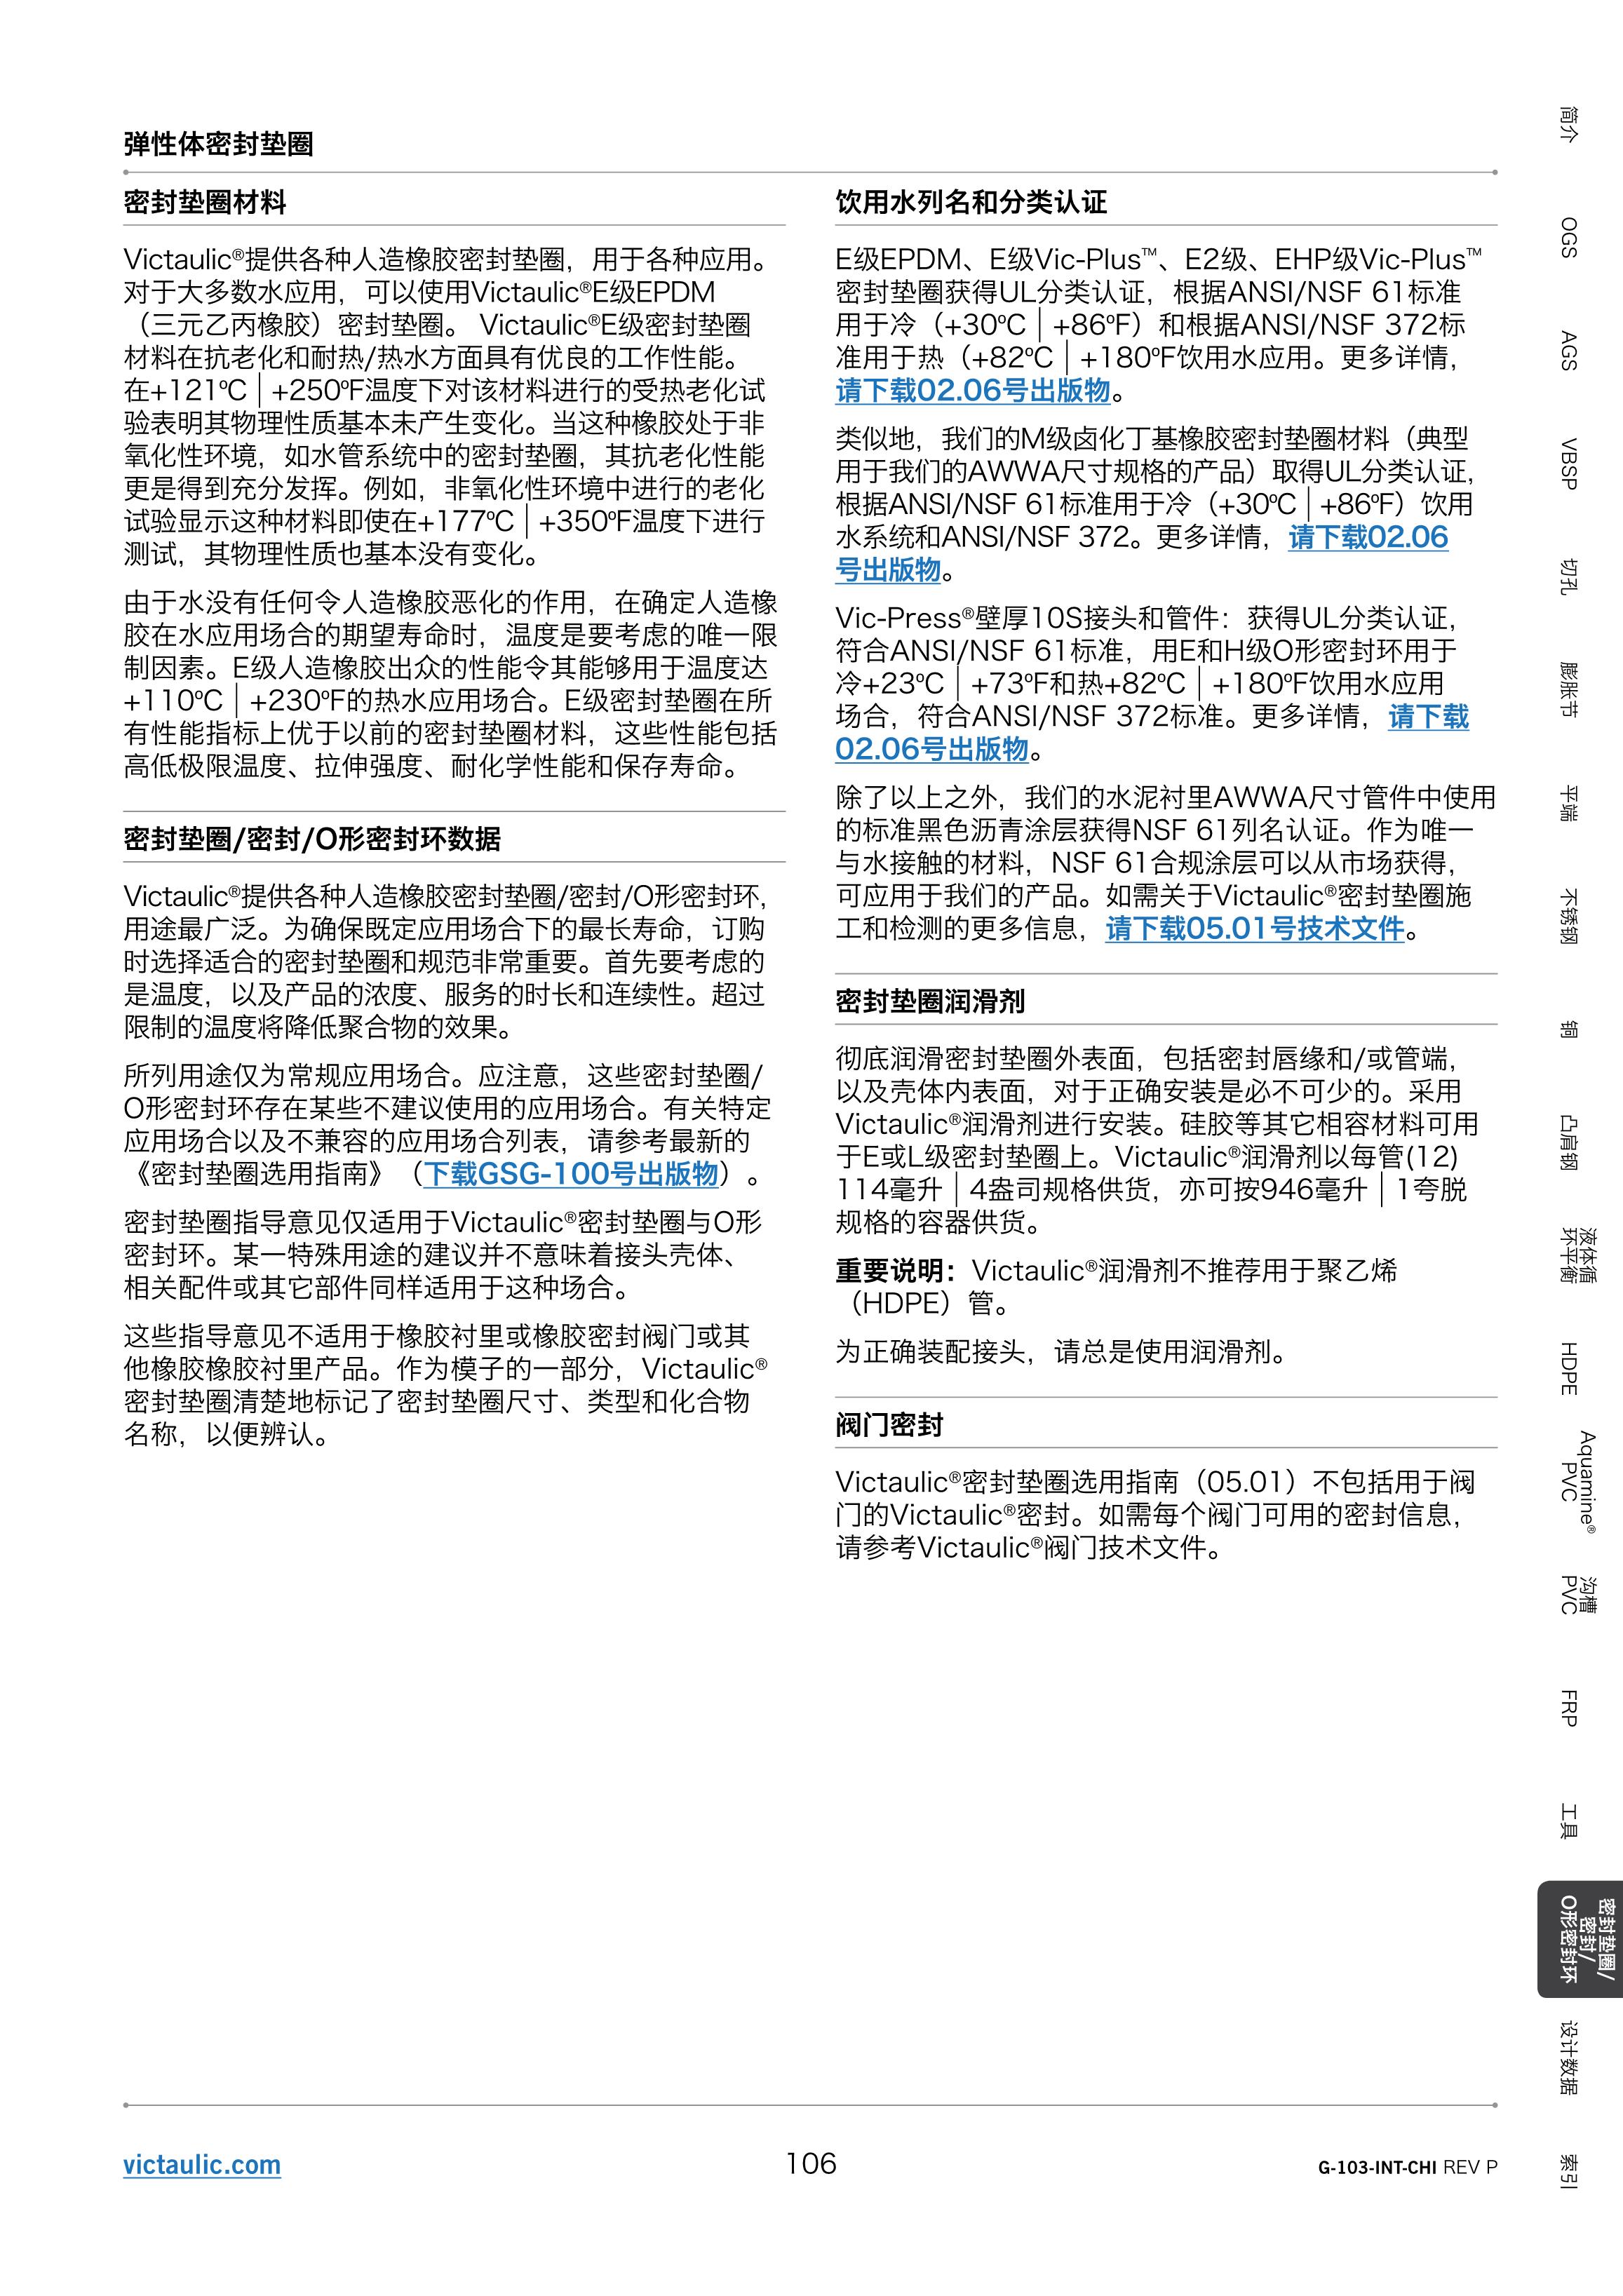 弹性体密封垫圈
密封垫圈材料
Victaulic®提供各种人造橡胶密封垫圈，用于各种应用。
对于大多数水应用，可以使用Victaulic®E级EPDM
（三元乙丙橡胶）密封垫圈。 Victaulic®E级密封垫圈
材料在抗老化和耐热/热水方面具有优良的工作性能。
在+121ºC | +250ºF温度下对该材料进行的受热老化试
验表明其物理性质基本未产生变化。当这种橡胶处于非
氧化性环境，如水管系统中的密封垫圈，其抗老化性能
更是得到充分发挥。例如，非氧化性环境中进行的老化
试验显示这种材料即使在+177ºC | +350ºF温度下进行
测试，其物理性质也基本没有变化。
由于水没有任何令人造橡胶恶化的作用，在确定人造橡
胶在水应用场合的期望寿命时，温度是要考虑的唯一限
制因素。E级人造橡胶出众的性能令其能够用于温度达
+110ºC | +230ºF的热水应用场合。E级密封垫圈在所
有性能指标上优于以前的密封垫圈材料，这些性能包括
高低极限温度、拉伸强度、耐化学性能和保存寿命。
密封垫圈/密封/O形密封环数据
Victaulic®提供各种人造橡胶密封垫圈/密封/O形密封环，
用途最广泛。为确保既定应用场合下的最长寿命，订购
时选择适合的密封垫圈和规范非常重要。首先要考虑的
是温度，以及产品的浓度、服务的时长和连续性。超过
限制的温度将降低聚合物的效果。
所列用途仅为常规应用场合。应注意，这些密封垫圈/
O形密封环存在某些不建议使用的应用场合。有关特定
应用场合以及不兼容的应用场合列表，请参考最新的
《密封垫圈选用指南》（下载GSG-100号出版物）。
密封垫圈指导意见仅适用于Victaulic®密封垫圈与O形
密封环。某一特殊用途的建议并不意味着接头壳体、
相关配件或其它部件同样适用于这种场合。
这些指导意见不适用于橡胶衬里或橡胶密封阀门或其
他橡胶橡胶衬里产品。作为模子的一部分，Victaulic®
密封垫圈清楚地标记了密封垫圈尺寸、类型和化合物
名称，以便辨认。
饮用水列名和分类认证
E级EPDM、E级Vic-Plus™、E2级、EHP级Vic-Plus™
密封垫圈获得UL分类认证，根据ANSI/NSF 61标准
用于冷（+30ºC | +86ºF）和根据ANSI/NSF 372标
准用于热（+82ºC | +180ºF饮用水应用。更多详情，
请下载02.06号出版物。
类似地，我们的M级卤化丁基橡胶密封垫圈材料（典型
用于我们的AWWA尺寸规格的产品）取得UL分类认证，
根据ANSI/NSF 61标准用于冷（+30ºC | +86ºF）饮用
水系统和ANSI/NSF 372。更多详情，请下载02.06
号出版物。
Vic-Press®壁厚10S接头和管件：获得UL分类认证，
符合ANSI/NSF 61标准，用E和H级O形密封环用于
冷+23ºC | +73ºF和热+82ºC | +180ºF饮用水应用
场合，符合ANSI/NSF 372标准。更多详情，请下载
02.06号出版物。
除了以上之外，我们的水泥衬里AWWA尺寸管件中使用
的标准黑色沥青涂层获得NSF 61列名认证。作为唯一
与水接触的材料，NSF 61合规涂层可以从市场获得，
可应用于我们的产品。如需关于Victaulic®密封垫圈施
工和检测的更多信息，请下载05.01号技术文件。
密封垫圈润滑剂
彻底润滑密封垫圈外表面，包括密封唇缘和/或管端，
以及壳体内表面，对于正确安装是必不可少的。采用
Victaulic®润滑剂进行安装。硅胶等其它相容材料可用
于E或L级密封垫圈上。Victaulic®润滑剂以每管(12)
114毫升 | 4盎司规格供货，亦可按946毫升 | 1夸脱
规格的容器供货。
重要说明：Victaulic®润滑剂不推荐用于聚乙烯
（HDPE）管。
为正确装配接头，请总是使用润滑剂。
阀门密封
Victaulic®密封垫圈选用指南（05.01）不包括用于阀
门的Victaulic®密封。如需每个阀门可用的密封信息，
请参考Victaulic®阀门技术文件。
简介
OGS
AGS
VBSP
切孔
膨胀节
平端
不锈钢
铜
凸肩钢
液体循
环平衡
HDPE
Aquamine®
PVC
沟槽
PVC
FRP
工具
密封垫圈/
密封/
O形密封环
设计数据
索引
victaulic.com
106
G-103-INT-CHI REV P